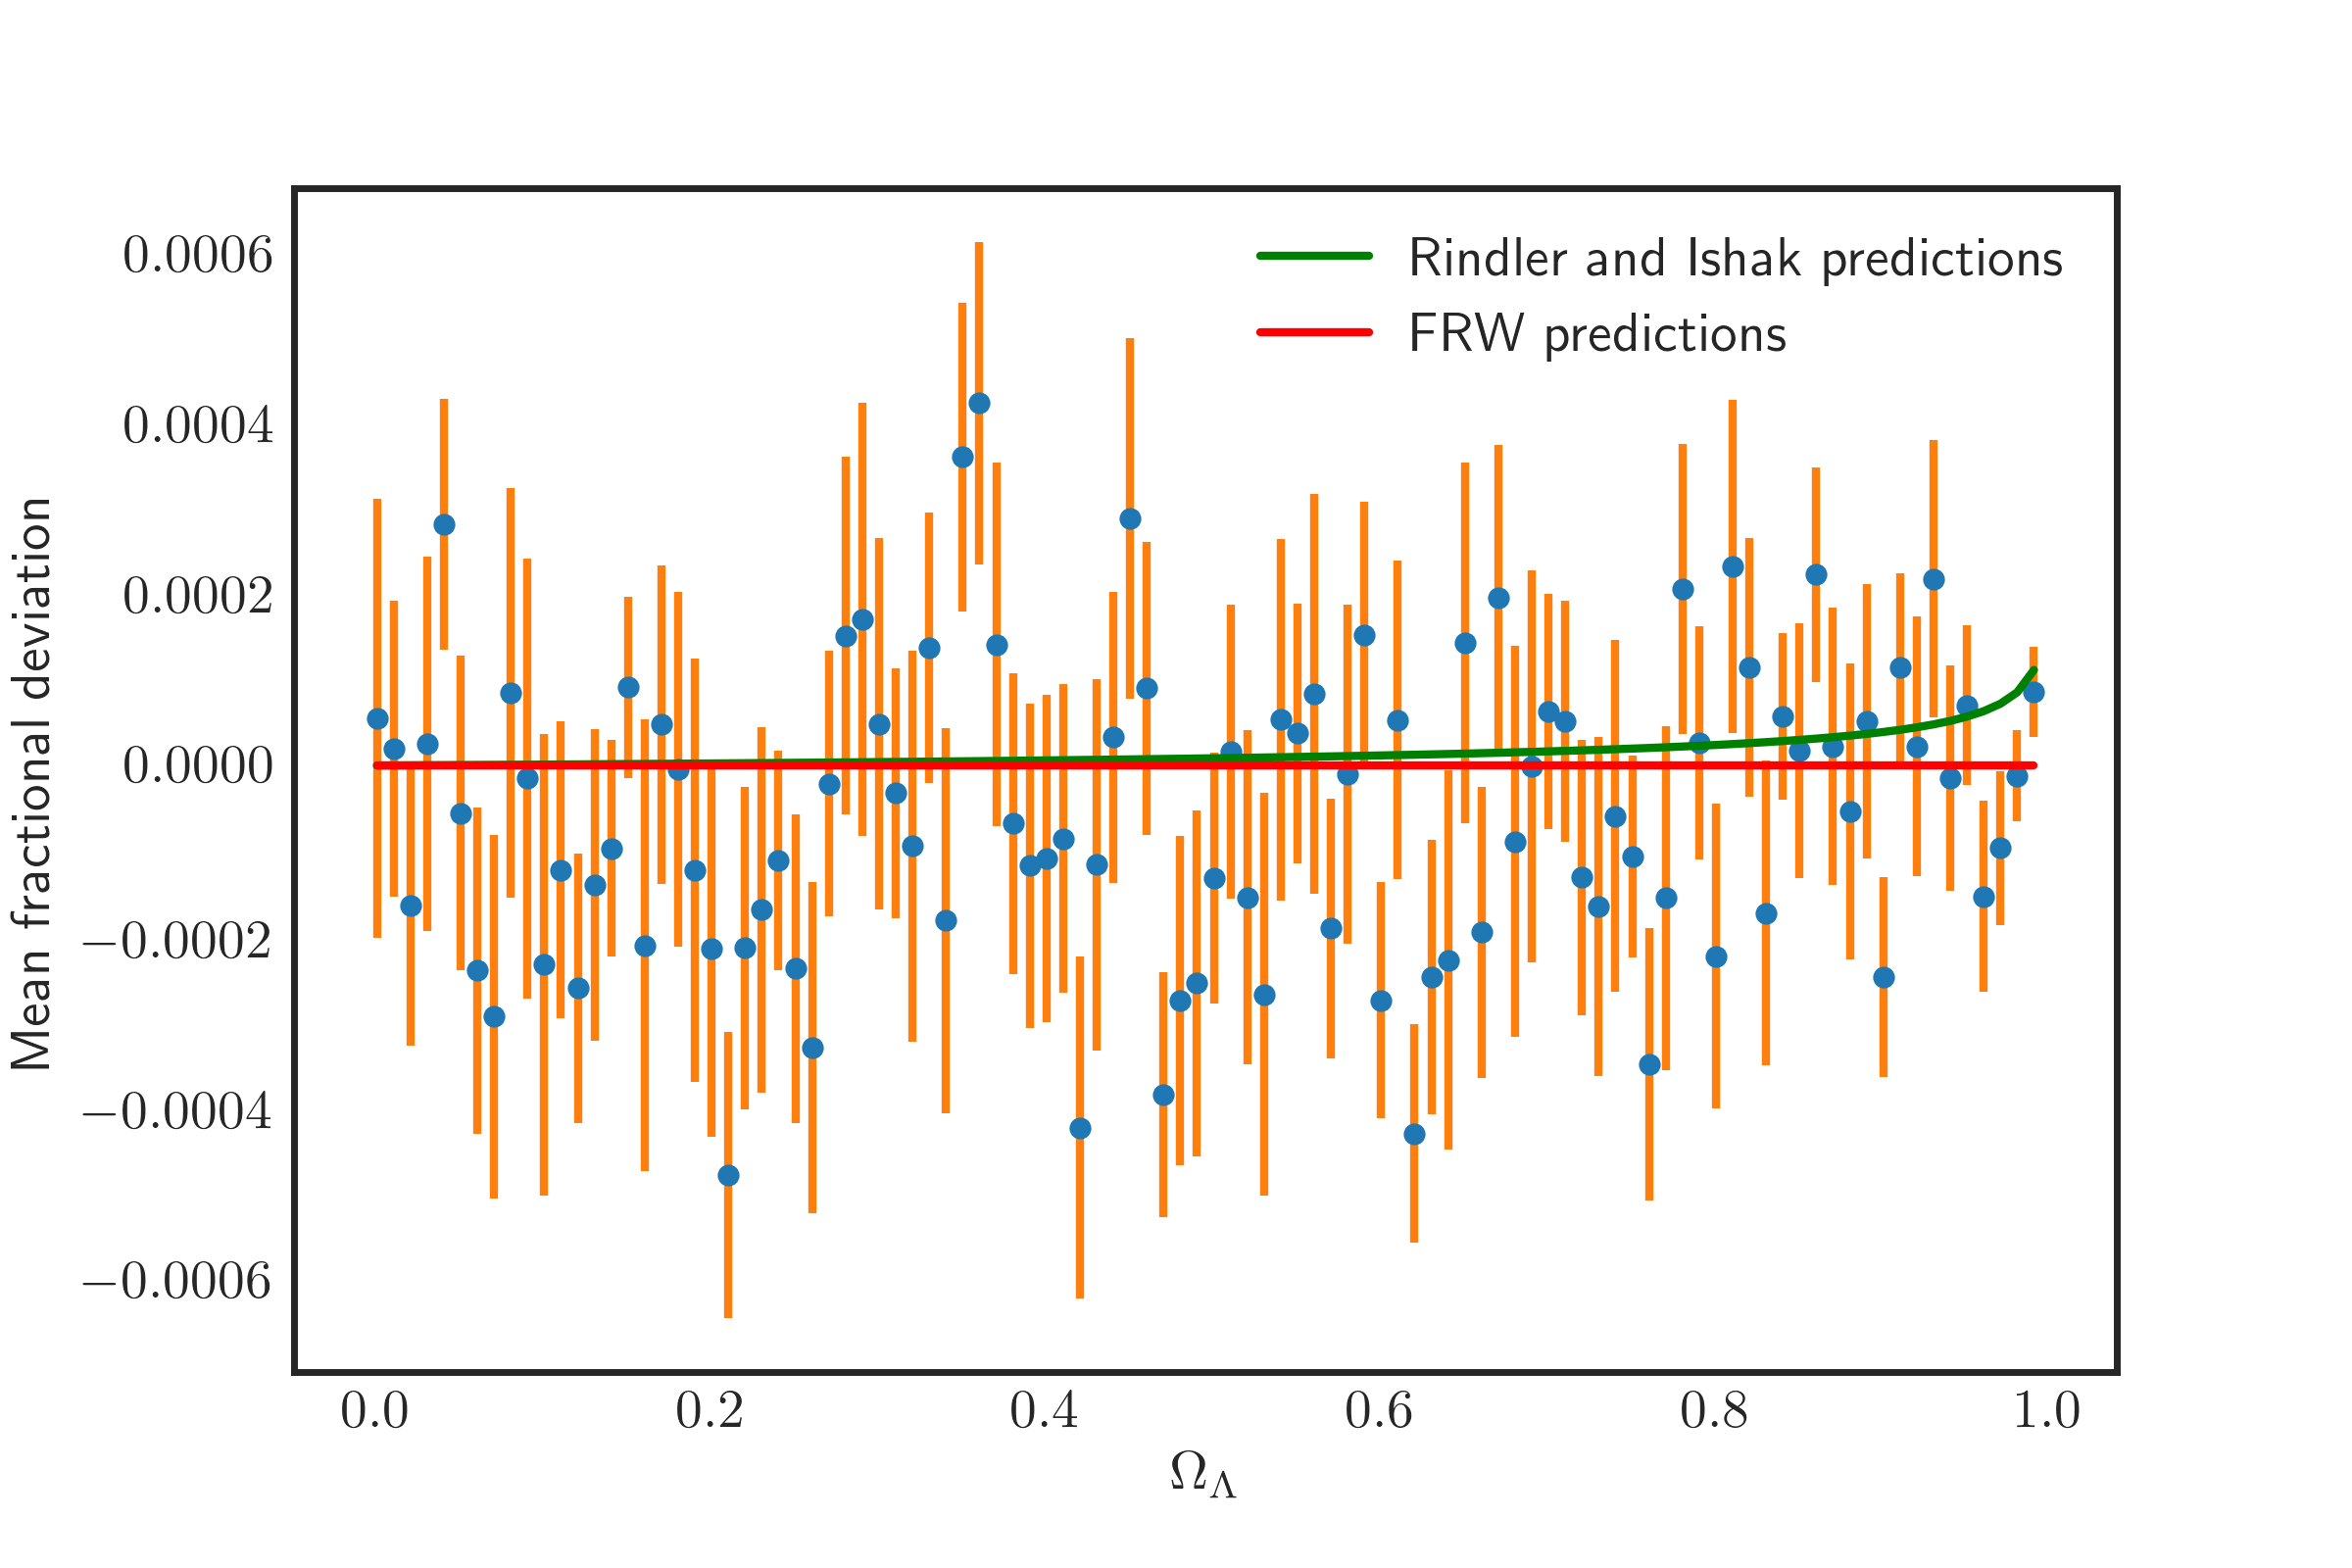 Rindler and Ishak predictions
FRW predictions
Mean fractional deviation
0.0006
0.0004
0.0002
0.0000
−0.0002
−0.0004
−0.0006
0.0 0.2 0.4 0.6 0.8 1.0
Ω_Λ